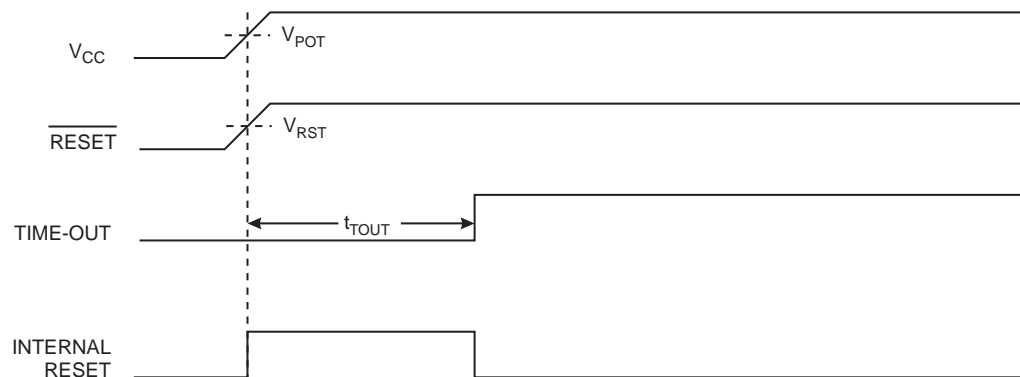 VCC
VPOT
RESET
VRST
TIME-OUT
tTOUT
INTERNAL
RESET